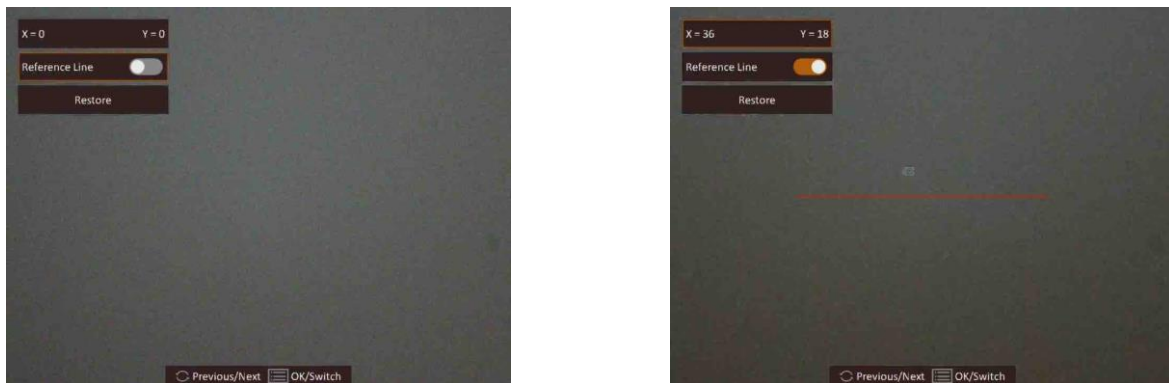 X = 0 Y = 0
Reference Line
Restore
Previous/Next OK/Switch
X = 36 Y = 18
Reference Line
Restore
Previous/Next OK/Switch